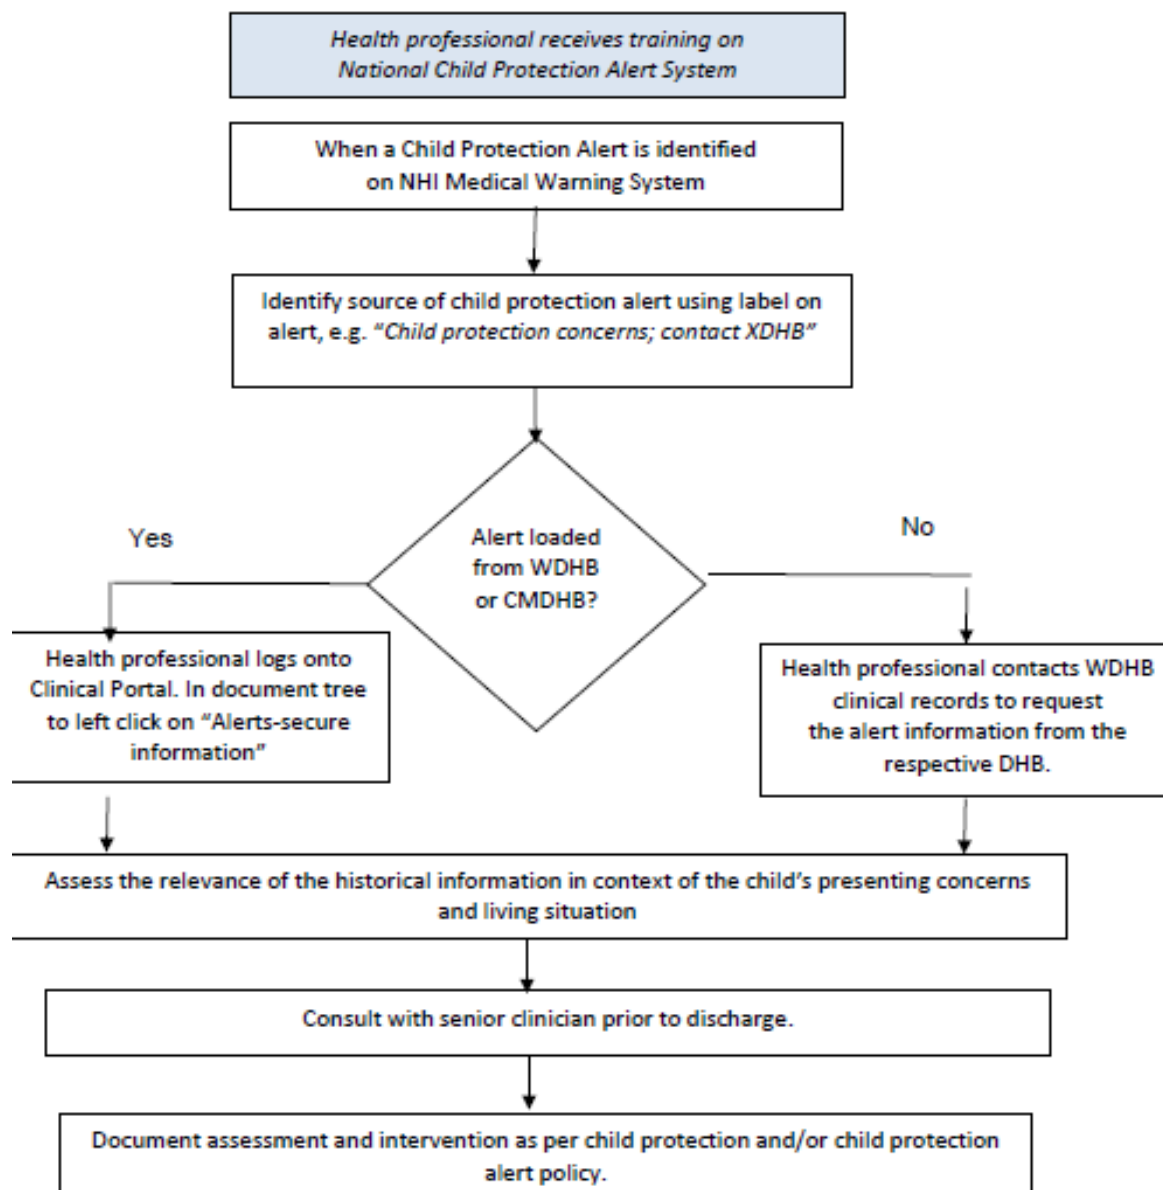 Health professional receives training on
National Child Protection Alert System
When a Child Protection Alert is identified
on NHI Medical Warning System
Identify source of child protection alert using label on
alert, e.g. “Child protection concerns; contact XDHB”
Yes
No
Alert loaded
from WDHB
or CMDHB?
Health professional logs onto
Clinical Portal. In document tree
to left click on “Alerts-secure
information”
Health professional contacts WDHB
clinical records to request
the alert information from the
respective DHB.
Assess the relevance of the historical information in context of the child’s presenting concerns
and living situation
Consult with senior clinician prior to discharge.
Document assessment and intervention as per child protection and/or child protection
alert policy.